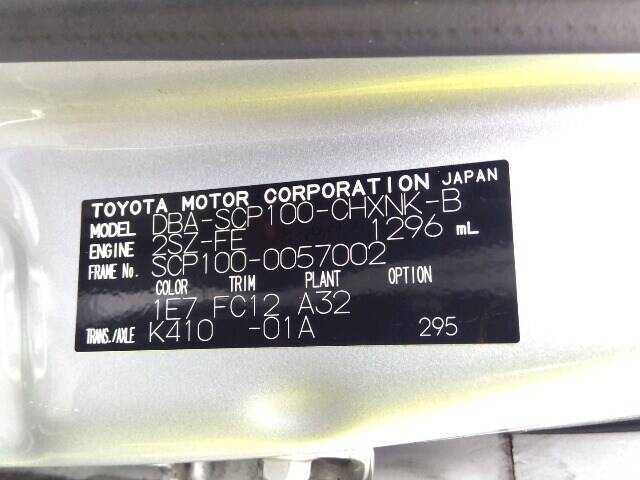 TOYOTA MOTOR CORPORATION JAPAN
MODEL DBA-SCP100-CHXNK-B
ENGINE 2SZ-FE 1296 mL
FRAME No. SCP100-0057002
COLOR TRIM PLANT OPTION
1E7 FC12 A32
TRANS./AXLE K410 -01A 295